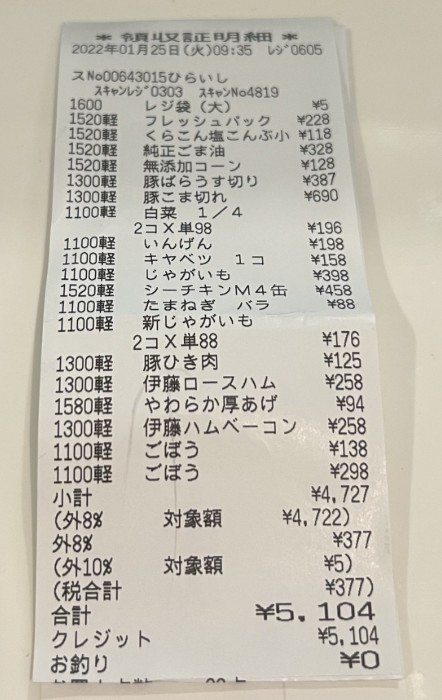 * 領収証明細 *
2022年01月25日(火)09:35 レジ0605
スNo00643015ひらいし
スキャンレジ0303 スキャンNo4819
1600 レジ袋(大) ¥5
1520軽 フレッシュパック ¥228
1520軽 くらこん塩こんぶ小 ¥118
1520軽 純正ごま油 ¥328
1520軽 無添加コーン ¥128
1300軽 豚ばらうす切り ¥387
1300軽 豚こま切れ ¥690
1100軽 白菜 1/4
2コX単98 ¥196
1100軽 いんげん ¥198
1100軽 キャベツ 1コ ¥158
1100軽 じゃがいも ¥398
1520軽 シーチキンM4缶 ¥458
1100軽 たまねぎ バラ ¥88
1100軽 新じゃがいも
2コX単88 ¥176
1300軽 豚ひき肉 ¥125
1300軽 伊藤ロースハム ¥258
1580軽 やわらか厚あげ ¥94
1300軽 伊藤ハムベーコン ¥258
1100軽 ごぼう ¥138
1100軽 ごぼう ¥298
小計 ¥4,727
(外8% 対象額 ¥4,722)
外8% ¥377
(外10% 対象額 ¥5)
(税合計 ¥377)
合計 ¥5,104
クレジット ¥5,104
お釣り ¥0